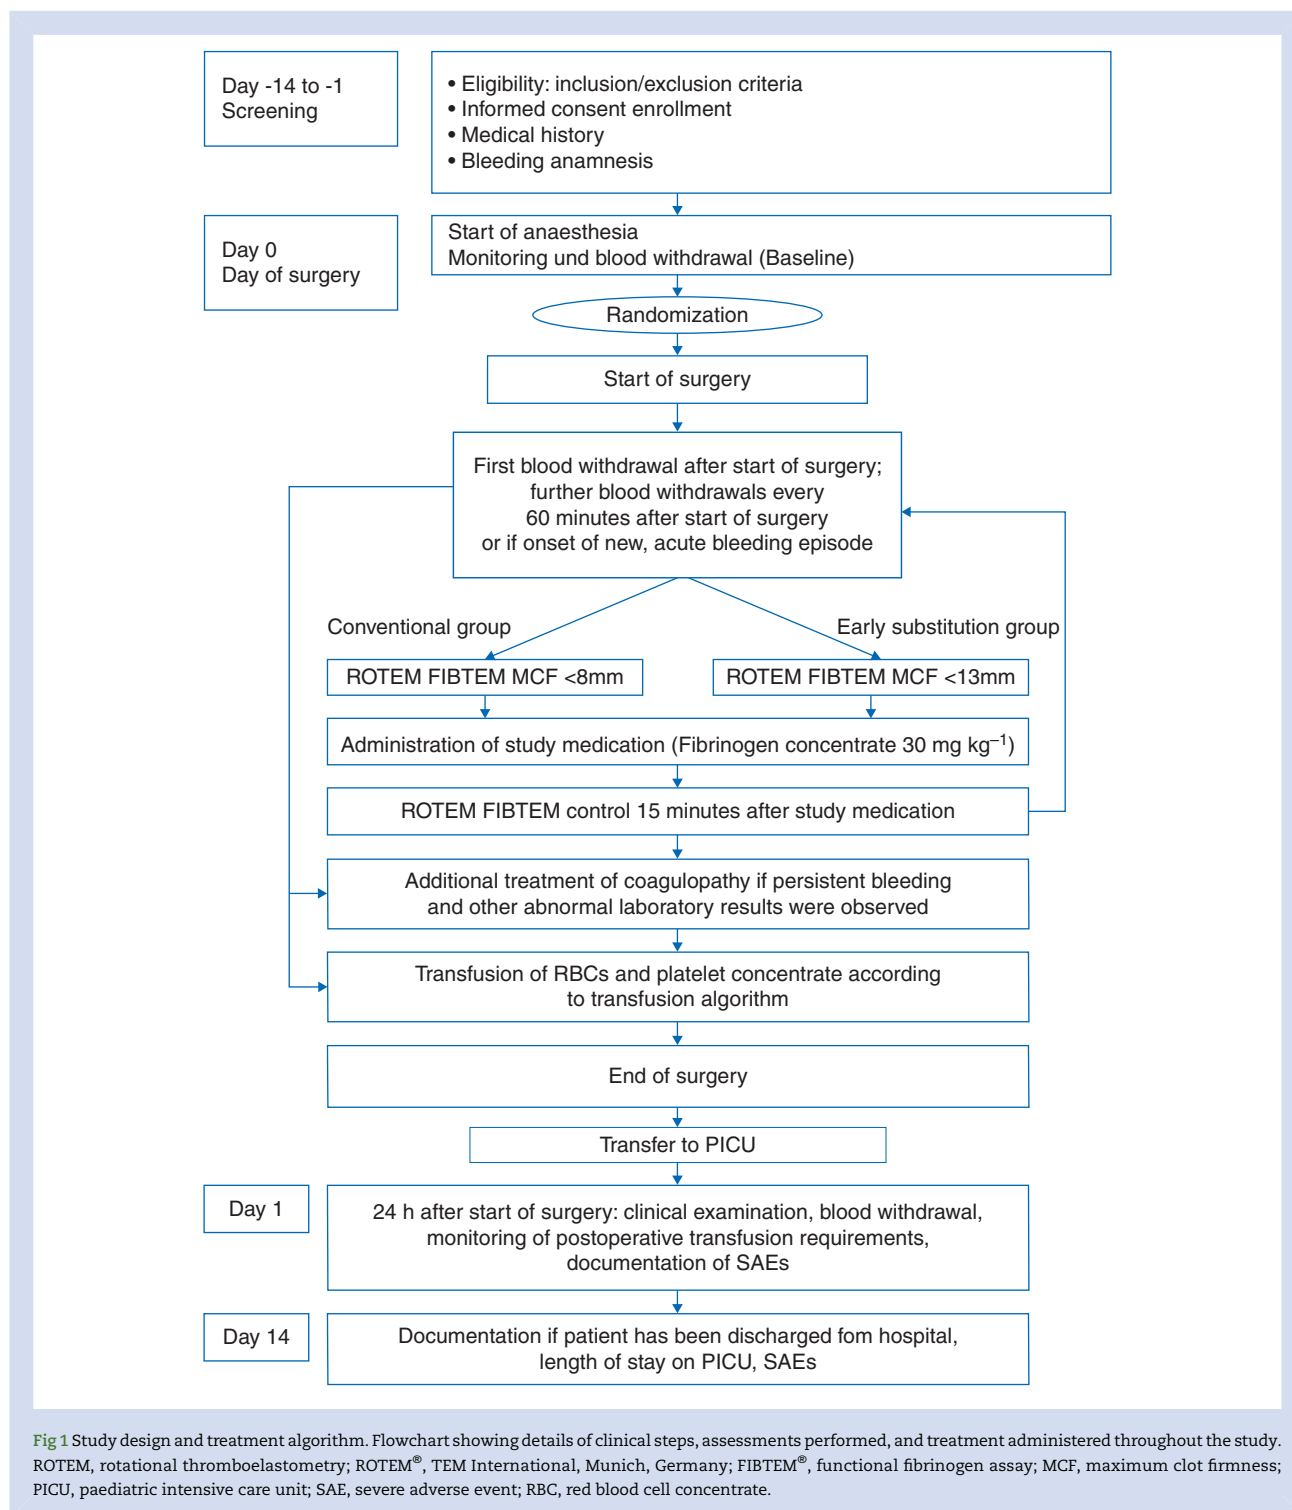 Day -14 to -1
Screening
• Eligibility: inclusion/exclusion criteria
• Informed consent enrollment
• Medical history
• Bleeding anamnesis
Day 0
Day of surgery
Start of anaesthesia
Monitoring und blood withdrawal (Baseline)
Randomization
Start of surgery
First blood withdrawal after start of surgery;
further blood withdrawals every
60 minutes after start of surgery
or if onset of new, acute bleeding episode
Conventional group
Early substitution group
ROTEM FIBTEM MCF <8mm
ROTEM FIBTEM MCF <13mm
Administration of study medication (Fibrinogen concentrate 30 mg kg⁻¹)
ROTEM FIBTEM control 15 minutes after study medication
Additional treatment of coagulopathy if persistent bleeding
and other abnormal laboratory results were observed
Transfusion of RBCs and platelet concentrate according
to transfusion algorithm
End of surgery
Transfer to PICU
Day 1
24 h after start of surgery: clinical examination, blood withdrawal,
monitoring of postoperative transfusion requirements,
documentation of SAEs
Day 14
Documentation if patient has been discharged fom hospital,
length of stay on PICU, SAEs
Fig 1 Study design and treatment algorithm. Flowchart showing details of clinical steps, assessments performed, and treatment administered throughout the study.
ROTEM, rotational thromboelastometry; ROTEM®, TEM International, Munich, Germany; FIBTEM®, functional fibrinogen assay; MCF, maximum clot firmness;
PICU, paediatric intensive care unit; SAE, severe adverse event; RBC, red blood cell concentrate.